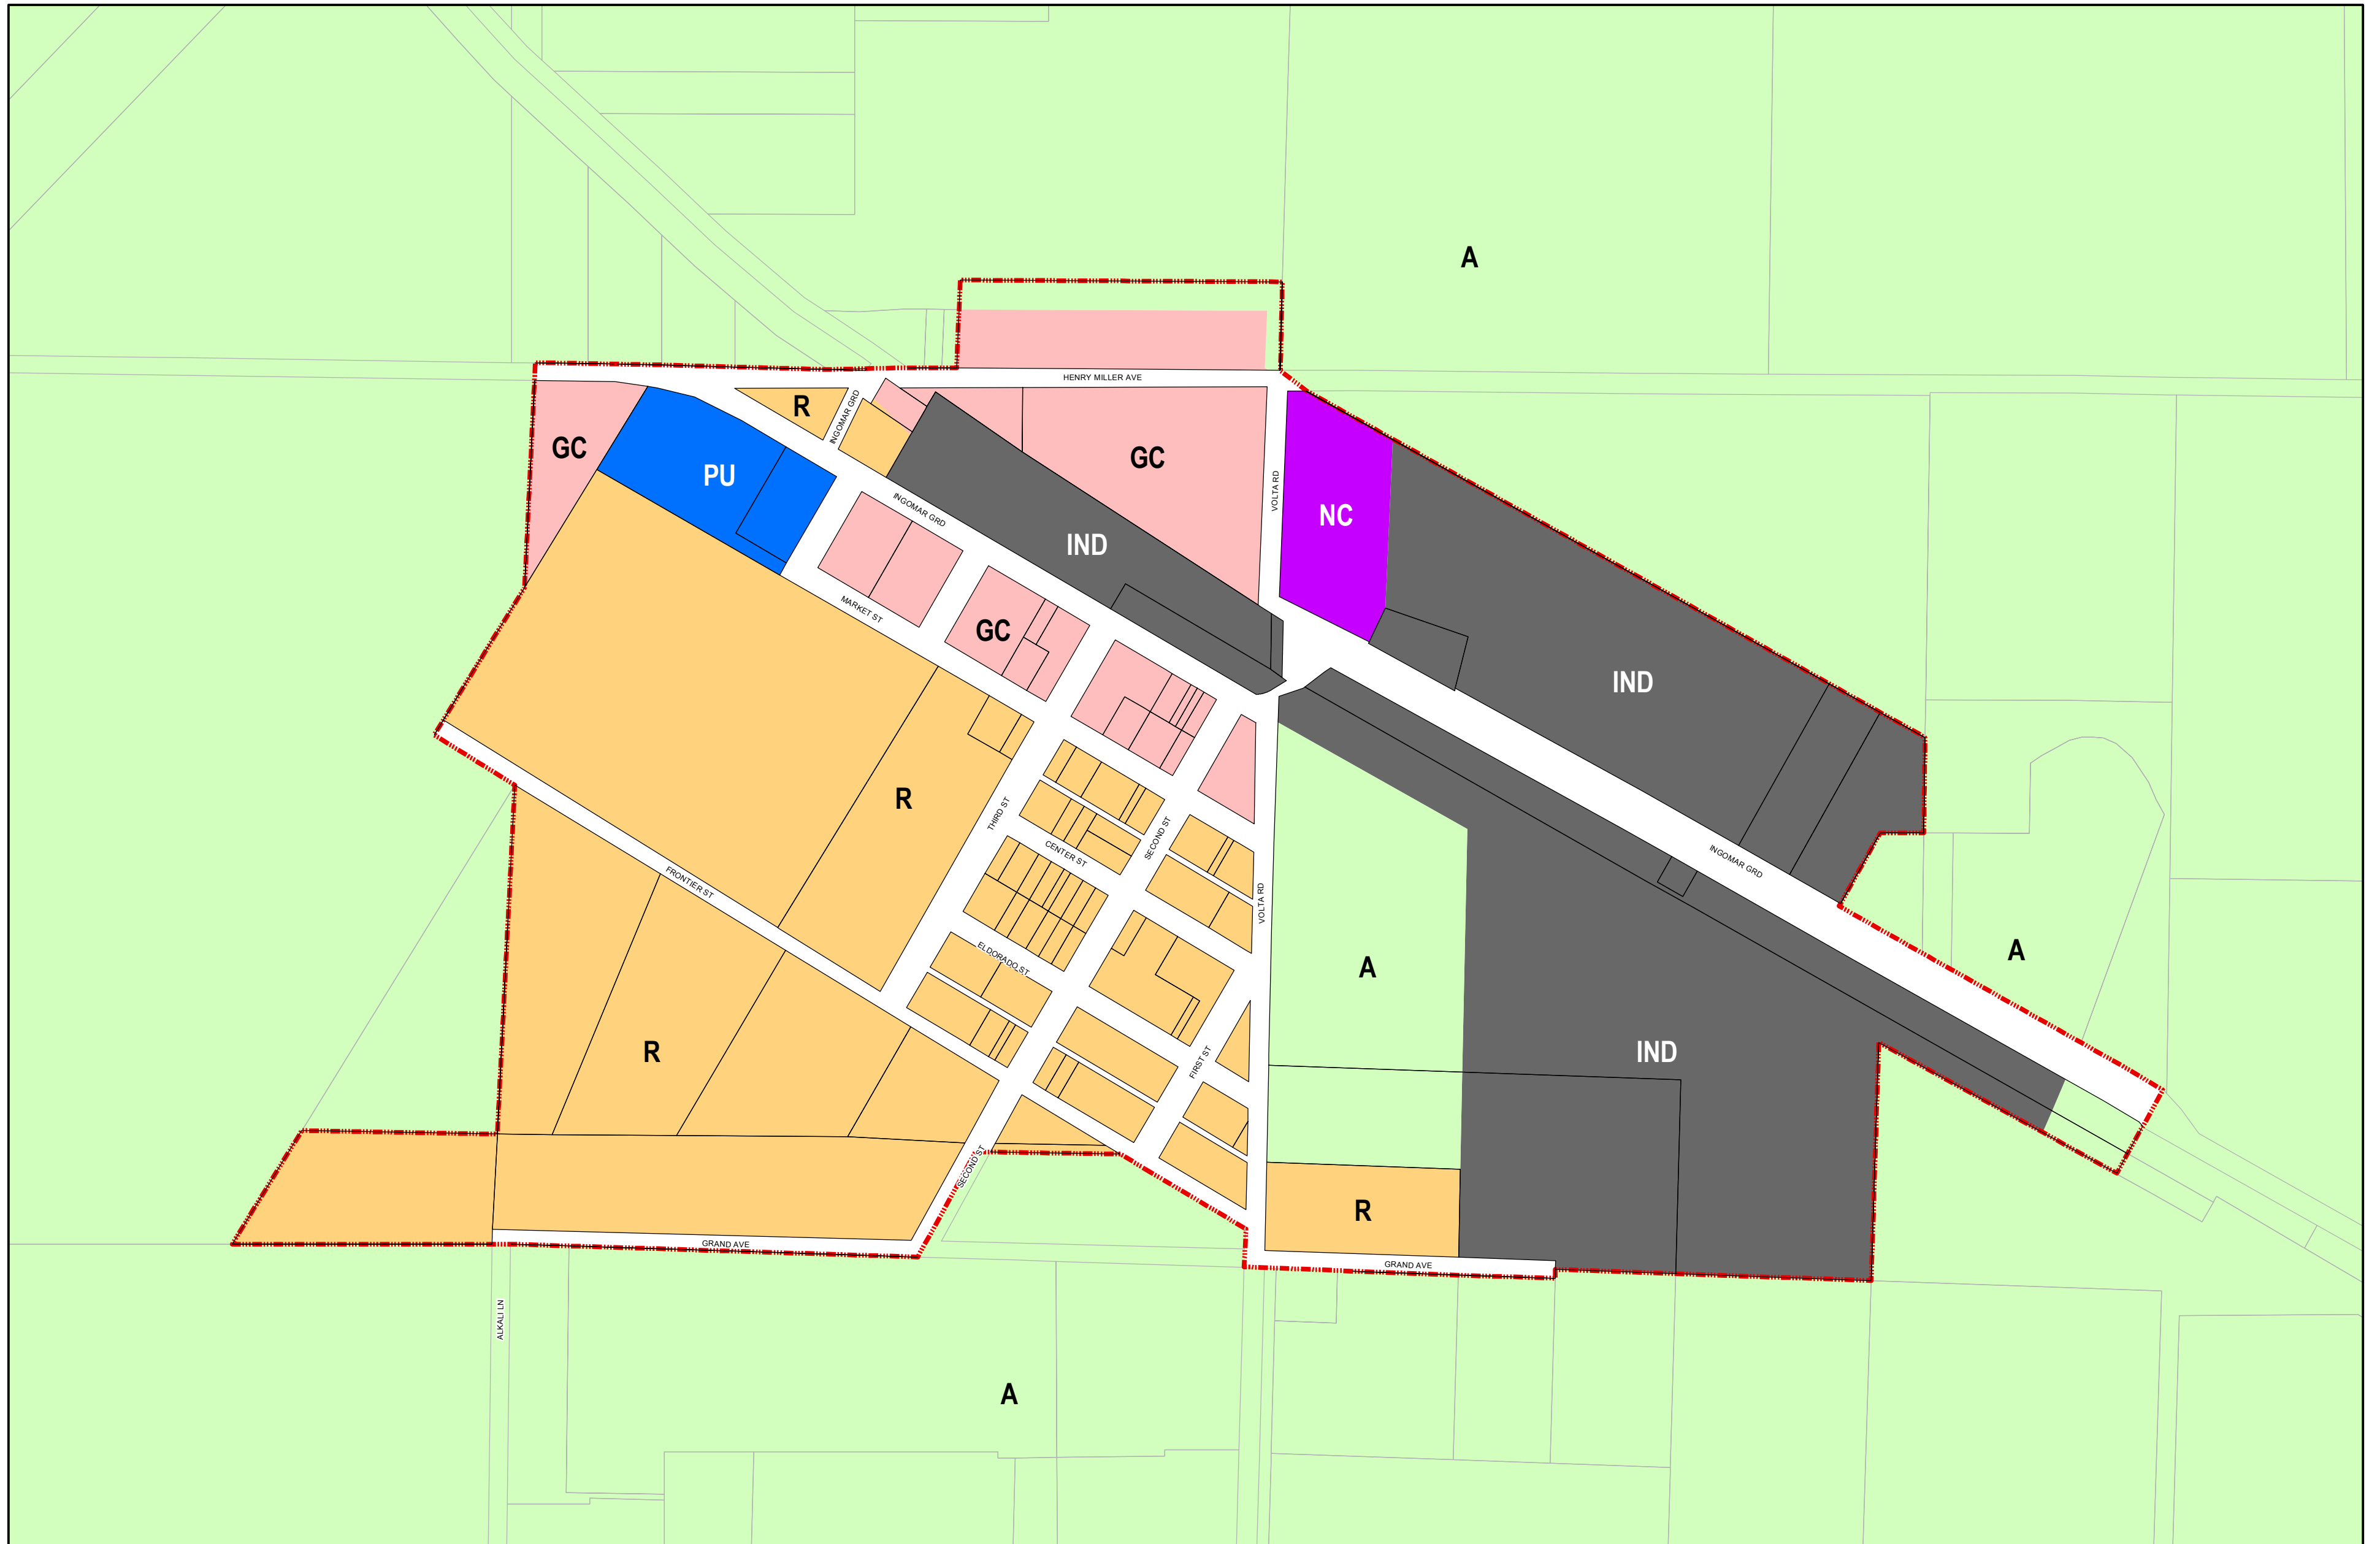 A
HENRY MILLER AVE
R
INGOMAR GRD
GC
GC
PU
VOLTA RD
NC
INGOMAR GRD
IND
MARKET ST
GC
IND
R
THIRD ST
SECOND ST
CENTER ST
INGOMAR GRD
FRONTIER ST
VOLTA RD
ELDORADO ST
A
A
R
FIRST ST
IND
SECOND ST
R
GRAND AVE
GRAND AVE
ALKALI LN
A